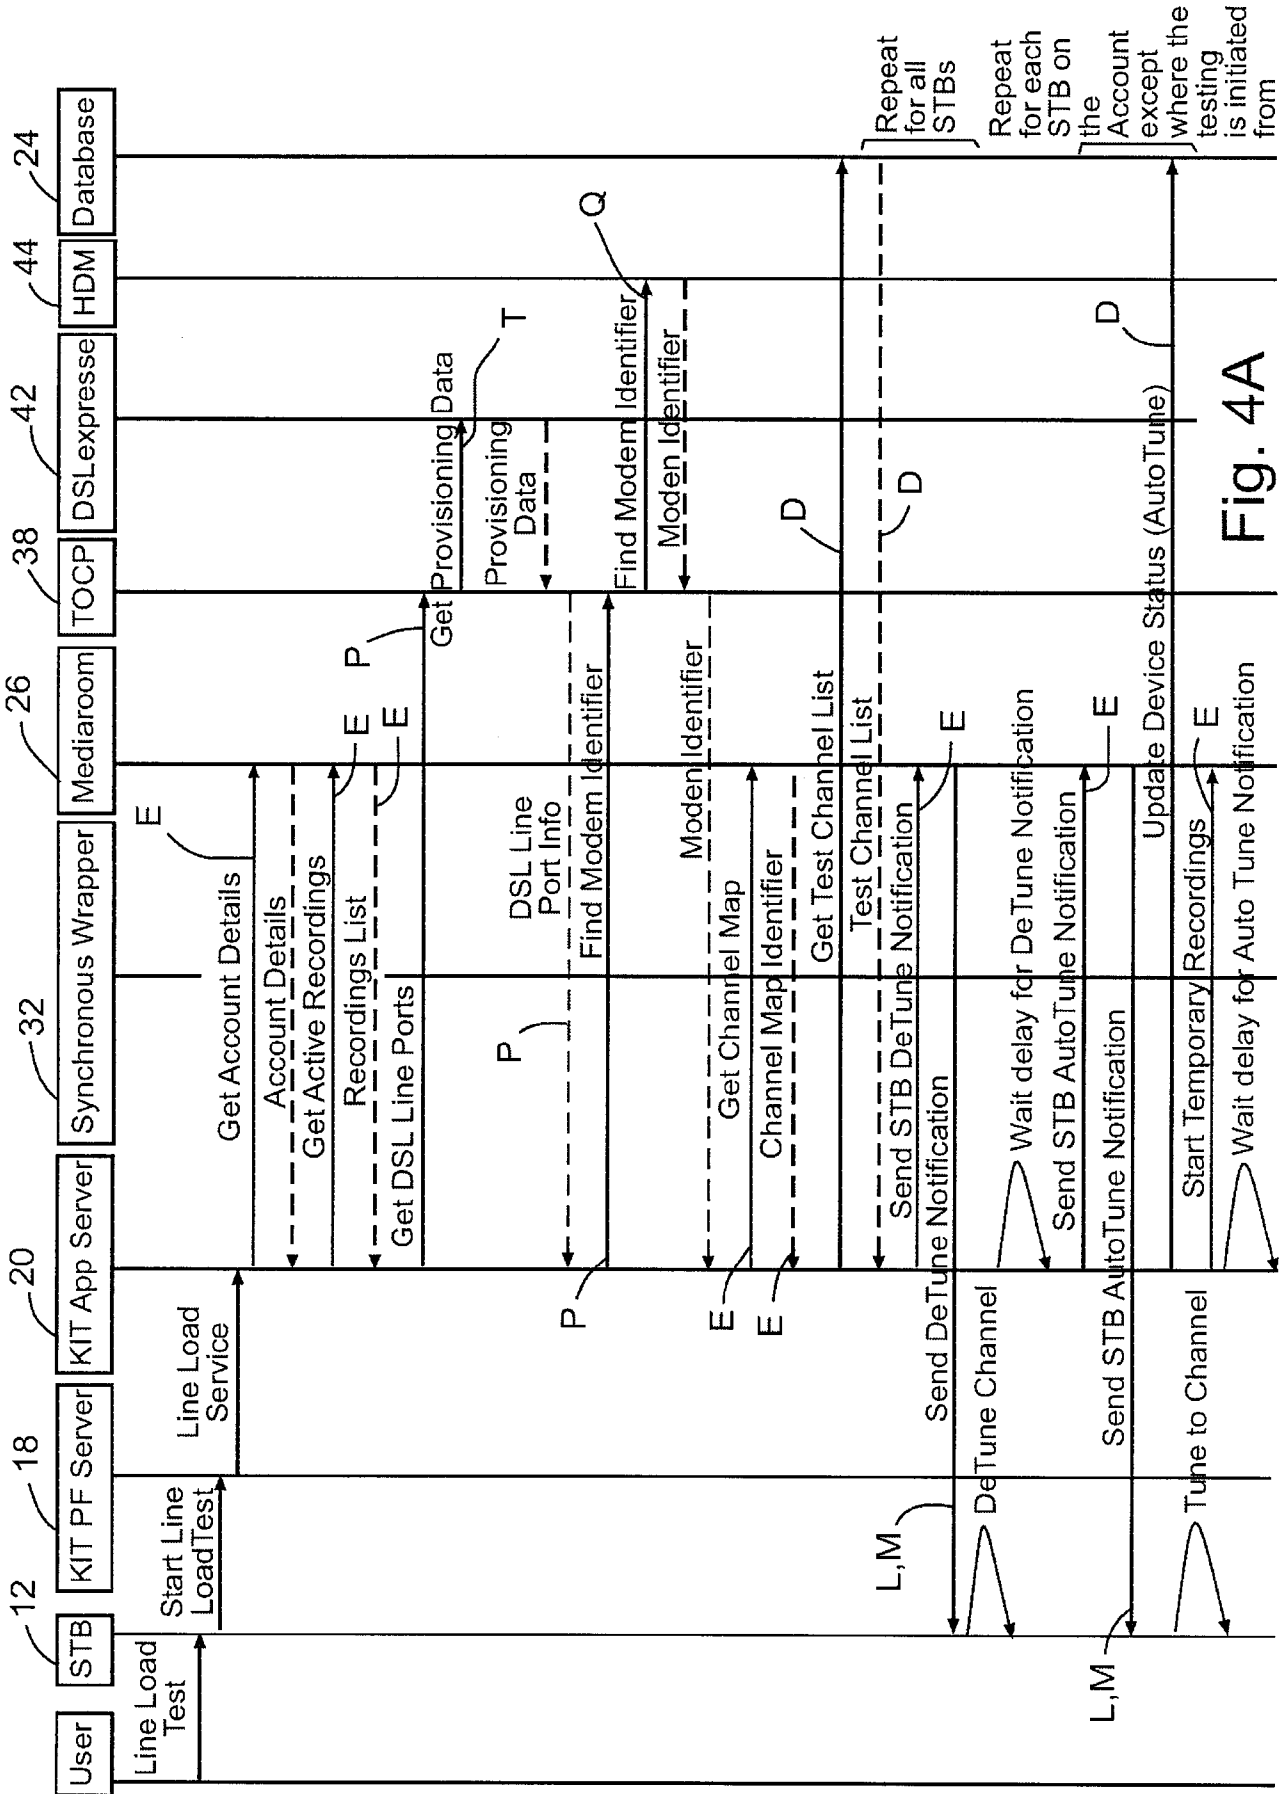 User
STB
12
KIT PF Server
18
KIT App Server
20
Synchronous Wrapper
32
Mediaroom
26
TOCP
38
DSLexpresse
42
HDM
44
Database
24
Line Load
Test
Start Line
LoadTest
Line Load
Service
Get Account Details
E
Account Details
Get Active Recordings
E
Recordings List
E
Get DSL Line Ports
P
Get Provisioning Data
T
Provisioning
Data
DSL Line
Port Info
P
Find Modem Identifier
P
Find Modem Identifier
Q
Moden Identifier
Moden Identifier
Get Channel Map
E
Channel Map Identifier
E
Get Test Channel List
D
Test Channel List
D
Repeat
for all
STBs
Send STB DeTune Notification
E
Send DeTune Notification
L,M
DeTune Channel
Wait delay for DeTune Notification
Repeat
for each
STB on
the
Account
except
where the
testing
is initiated
from
Send STB AutoTune Notification
E
Send STB AutoTune Notification
L,M
Update Device Status (AutoTune)
D
Tune to Channel
Start Temporary Recordings
E
Wait delay for Auto Tune Notification
Fig. 4A